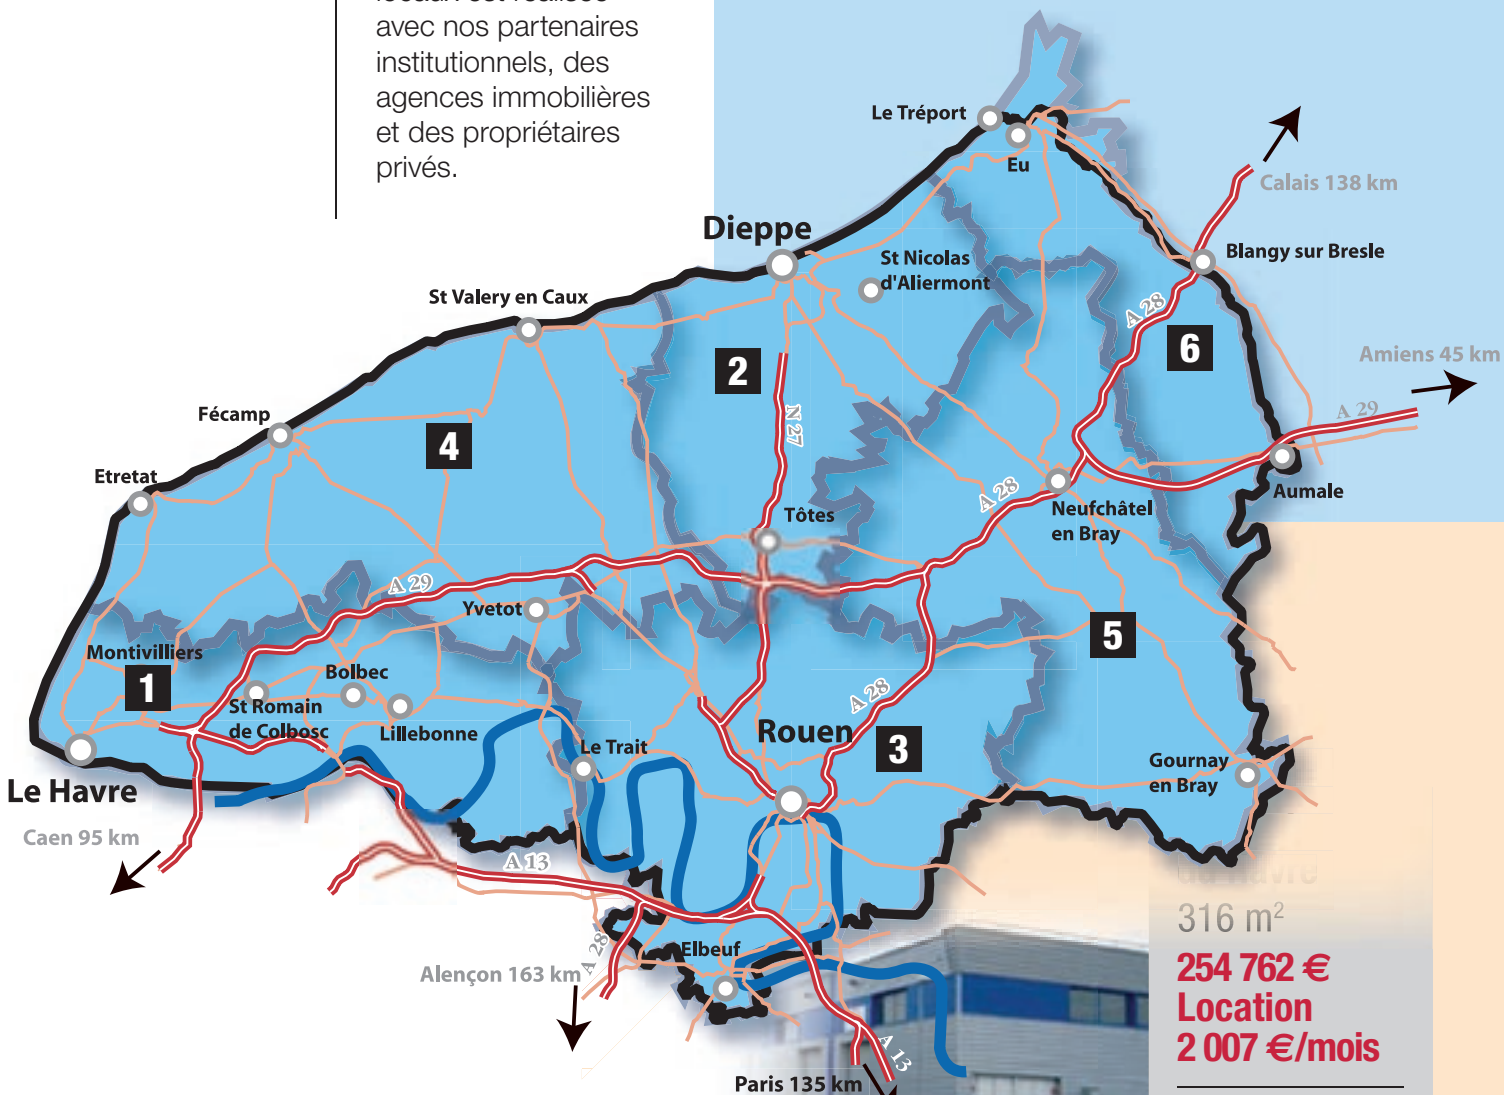 avec nos partenaires
institutionnels, des
agences immobilières
et des propriétaires
privés.
Le Tréport
Eu
Calais 138 km
Dieppe
St Nicolas
d'Aliermont
Blangy sur Bresle
St Valery en Caux
A 28
6
2
Amiens 45 km
Fécamp
N 27
A 29
4
Etretat
A 28
Neufchâtel
en Bray
Aumale
Tôtes
A 29
Yvetot
5
Montivilliers
1
Bolbec
St Romain
de Colbosc
Lillebonne
A 28
Rouen
3
Le Trait
Gournay
en Bray
Le Havre
Caen 95 km
A 13
du Havre
316 m²
254 762 €
Location
2 007 €/mois
Elbeuf
A 28
Alençon 163 km
A 13
Paris 135 km